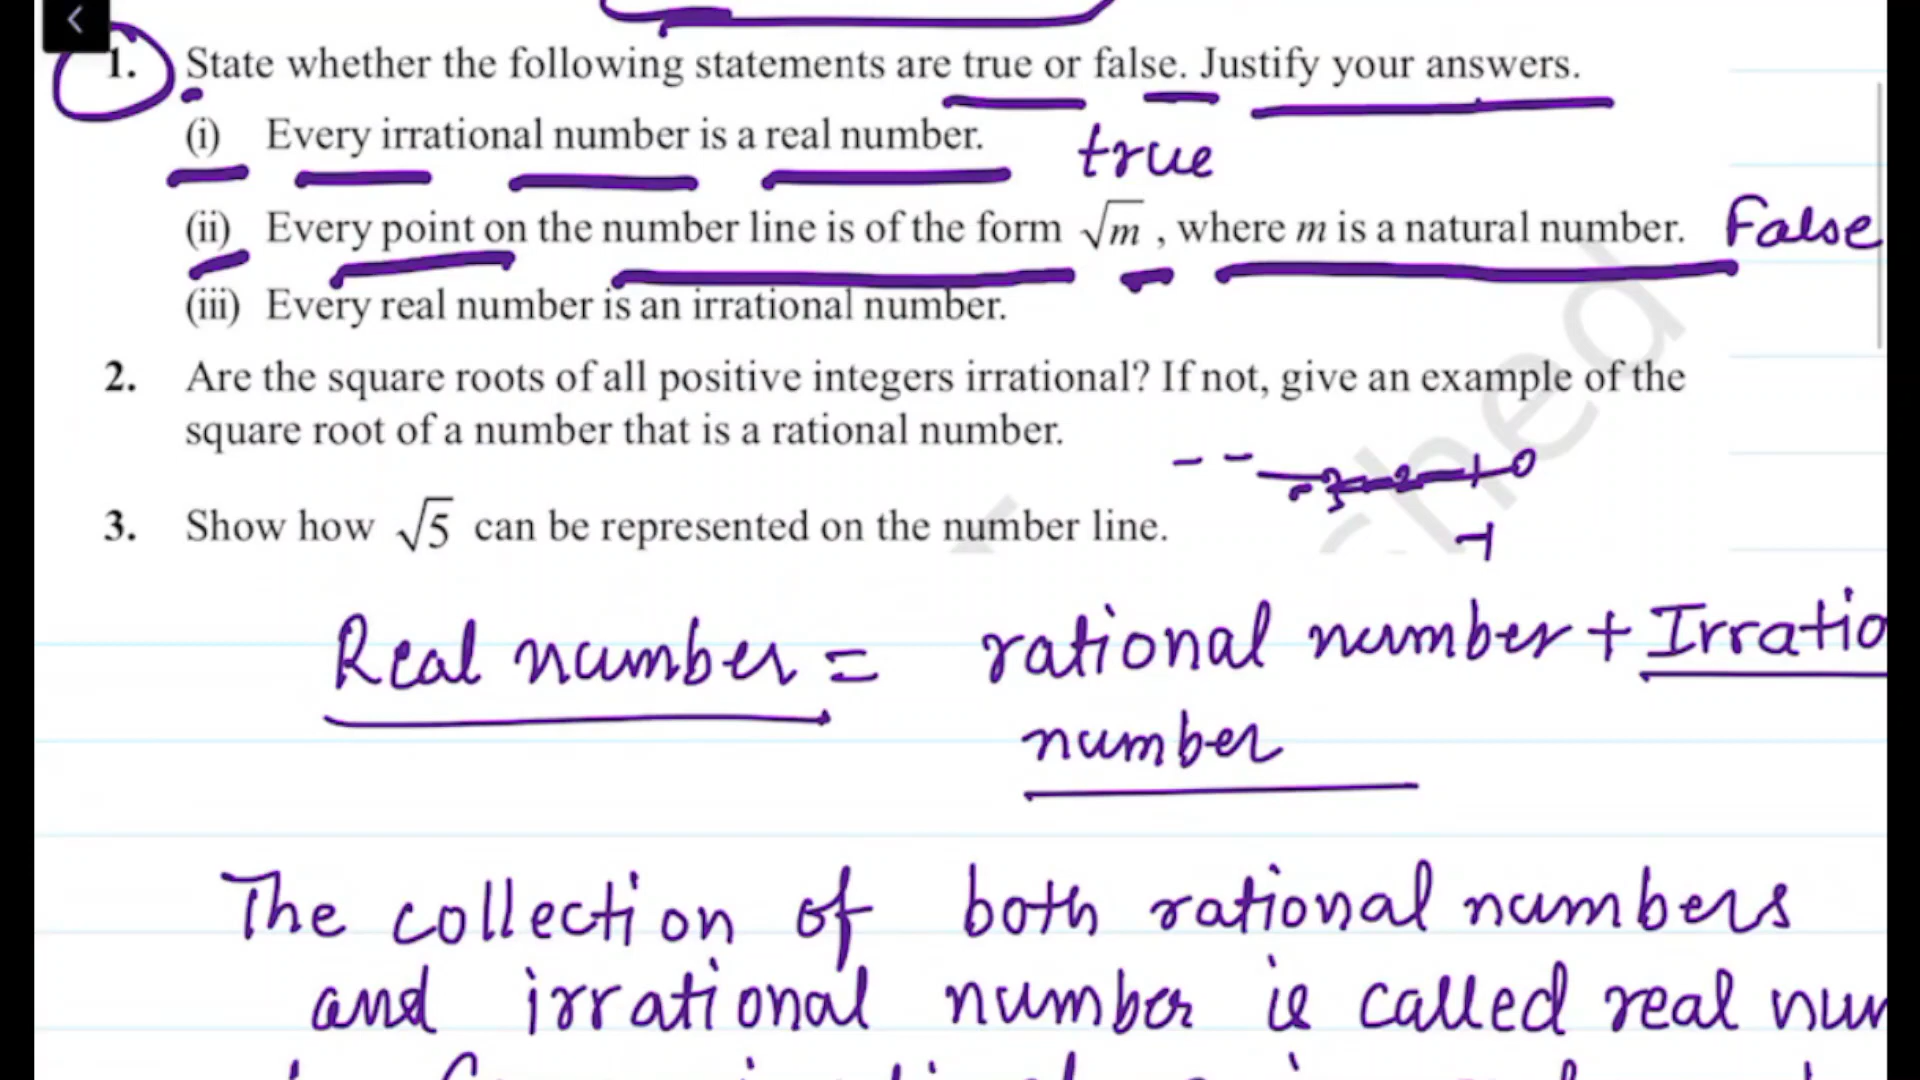 1. State whether the following statements are true or false. Justify your answers.
(i) Every irrational number is a real number. true
(ii) Every point on the number line is of the form √m , where m is a natural number. False
(iii) Every real number is an irrational number.
2. Are the square roots of all positive integers irrational? If not, give an example of the
square root of a number that is a rational number.
-3 -2 0
-1
3. Show how √5 can be represented on the number line.
Real number = rational number + Irratio
number
The collection of both rational numbers
and irrational number is called real num